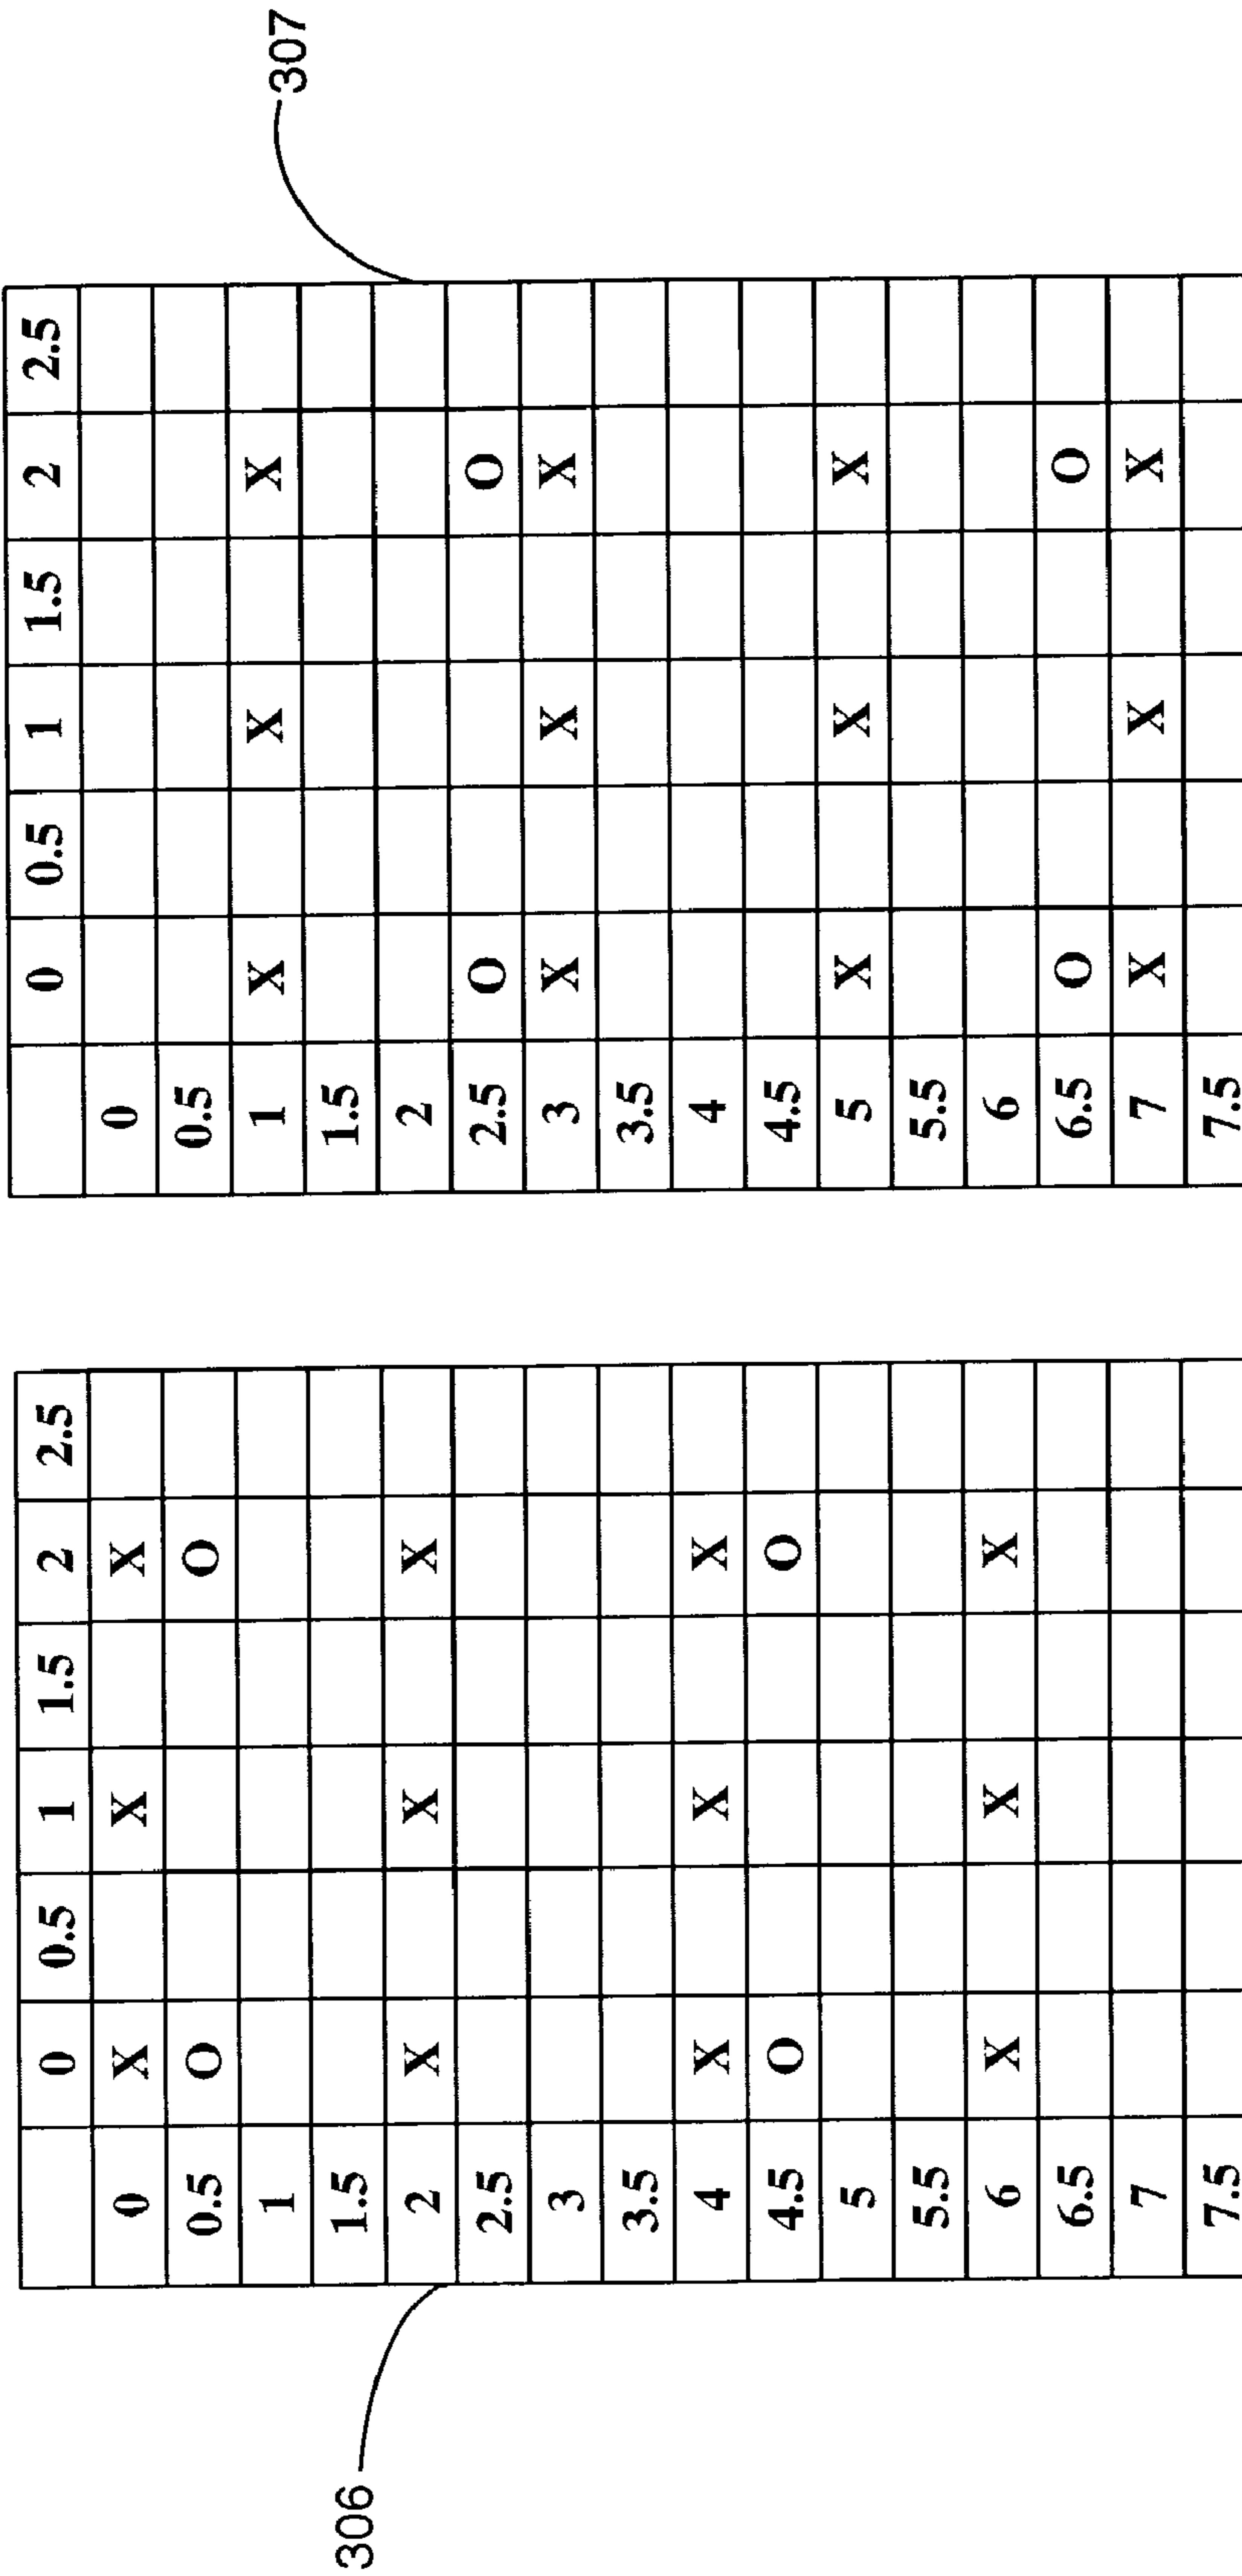 0 0.5 1 1.5 2 2.5
0 X X X
0.5 O O
1
1.5
2 X X X
2.5
3
3.5
4 X X X
4.5 O O
5
5.5
6 X X X
6.5
7
7.5
306
0 0.5 1 1.5 2 2.5
0
0.5
1 X X X
1.5
2
2.5 O O
3 X X X
3.5
4
4.5
5 X X X
5.5
6
6.5 O O
7 X X X
7.5
307